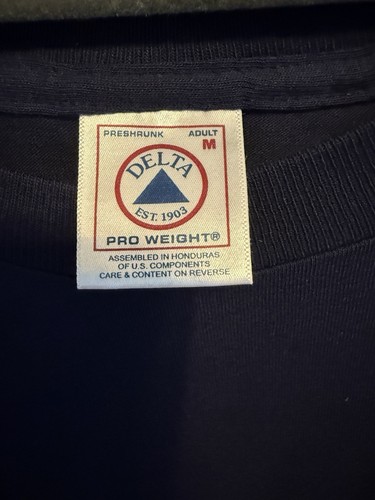 PRESHRUNK ADULT
M
DELTA
EST. 1903
PRO WEIGHT®
ASSEMBLED IN HONDURAS
OF U.S. COMPONENTS
CARE & CONTENT ON REVERSE